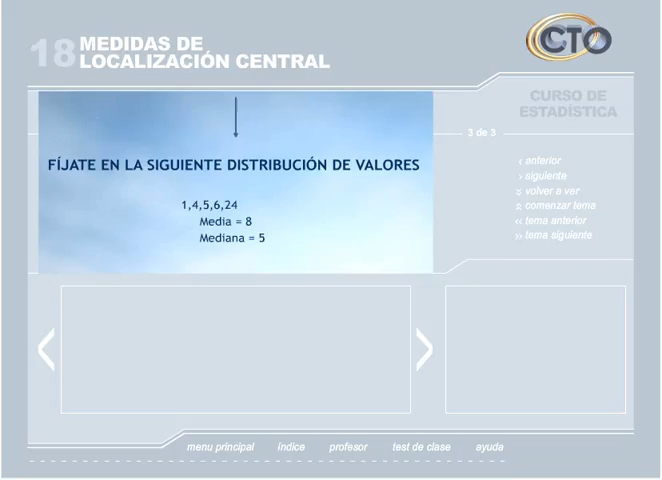 18 MEDIDAS DE
LOCALIZACIÓN CENTRAL
CTO
CURSO DE
ESTADÍSTICA
3 de 3
FÍJATE EN LA SIGUIENTE DISTRIBUCIÓN DE VALORES
1,4,5,6,24
Media = 8
Mediana = 5
‹ anterior
› siguiente
volver a ver
comenzar tema
‹‹ tema anterior
›› tema siguiente
menu principal índice profesor test de clase ayuda